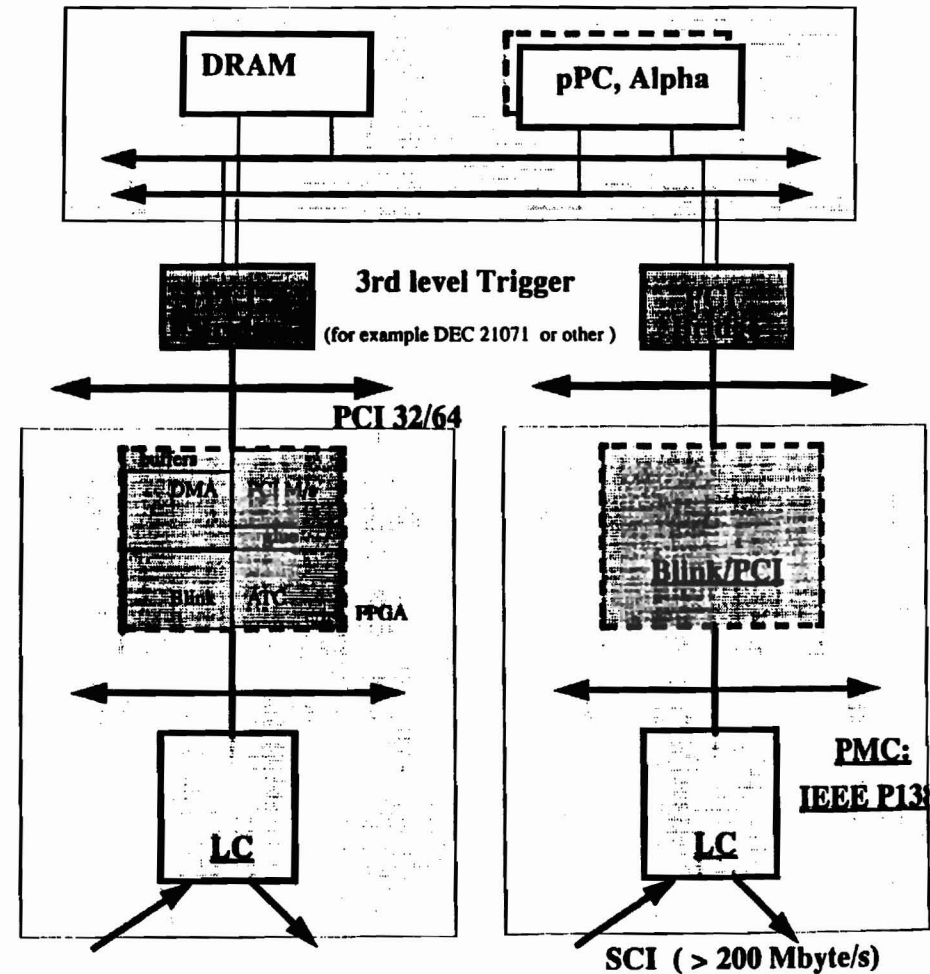 DRAM
pPC, Alpha
3rd level Trigger
(for example DEC 21071 or other )
PCI 32/64
buffers
DMA
PCI M/s
glue
Blink
ATC
FPGA
Blink/PCI
LC
LC
PMC:
IEEE P138
SCI ( > 200 Mbyte/s)